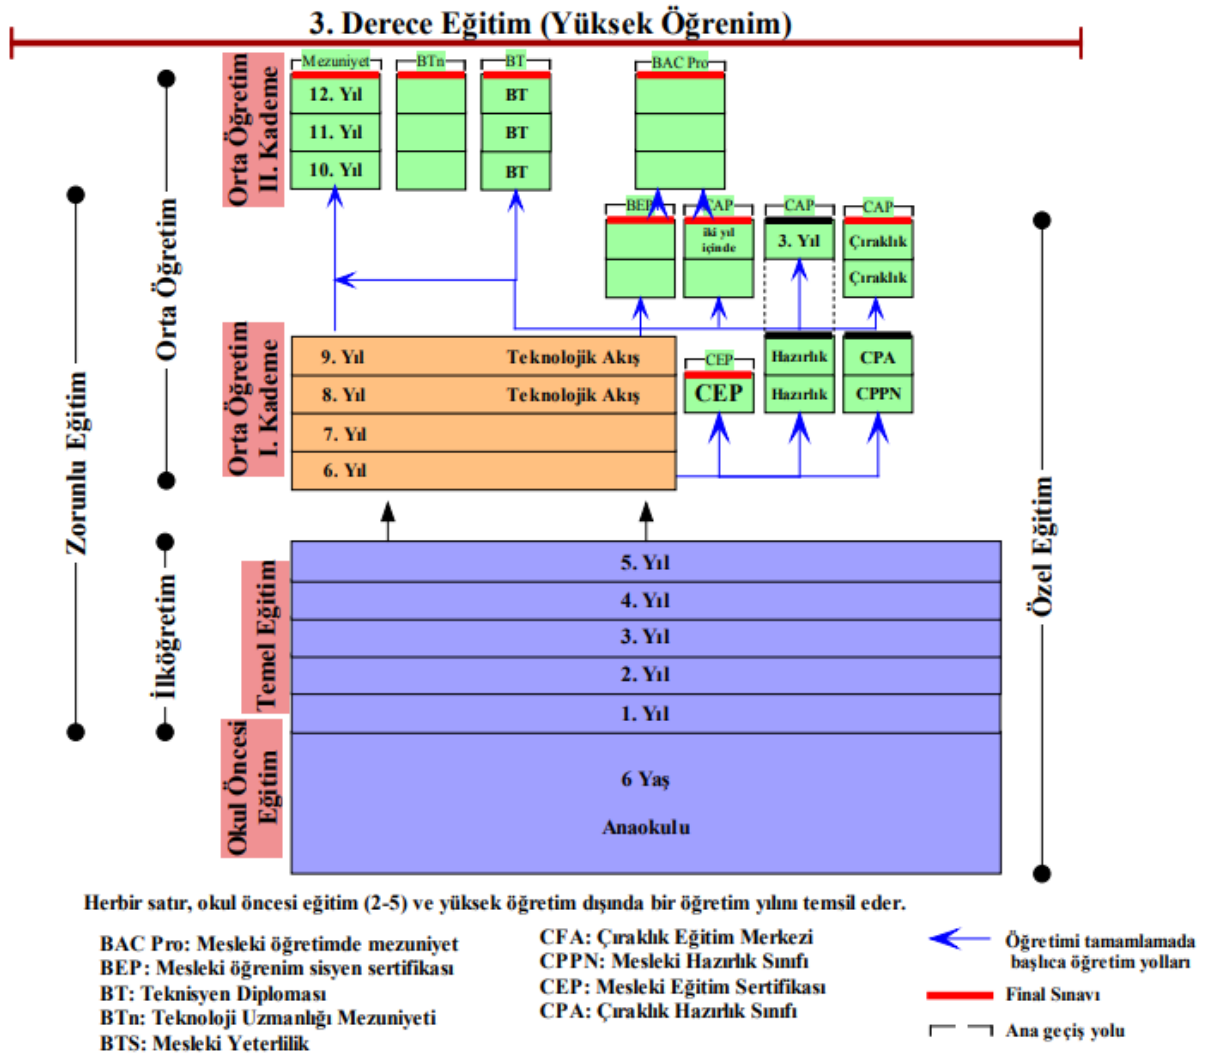 3. Derece Eğitim (Yüksek Öğrenim)
Mezuniyet
BTn
BT
BAC Pro
12. Yıl
BT
11. Yıl
BT
10. Yıl
BT
Orta Öğretim
II. Kademe
BEP
CAP
CAP
CAP
iki yıl
içinde
3. Yıl
Çıraklık
Çıraklık
Orta Öğretim
Zorunlu Eğitim
Orta Öğretim
I. Kademe
9. Yıl
Teknolojik Akış
8. Yıl
Teknolojik Akış
7. Yıl
6. Yıl
CEP
CEP
Hazırlık
Hazırlık
CPA
CPPN
Özel Eğitim
İlköğretim
Temel Eğitim
5. Yıl
4. Yıl
3. Yıl
2. Yıl
1. Yıl
Okul Öncesi
Eğitim
6 Yaş
Anaokulu
Herbir satır, okul öncesi eğitim (2-5) ve yüksek öğretim dışında bir öğretim yılını temsil eder.
BAC Pro: Mesleki öğretimde mezuniyet
BEP: Mesleki öğrenim sisyen sertifikası
BT: Teknisyen Diploması
BTn: Teknoloji Uzmanlığı Mezuniyeti
BTS: Mesleki Yeterlilik
CFA: Çıraklık Eğitim Merkezi
CPPN: Mesleki Hazırlık Sınıfı
CEP: Mesleki Eğitim Sertifikası
CPA: Çıraklık Hazırlık Sınıfı
Öğretimi tamamlamada
başlıca öğretim yolları
Final Sınavı
Ana geçiş yolu